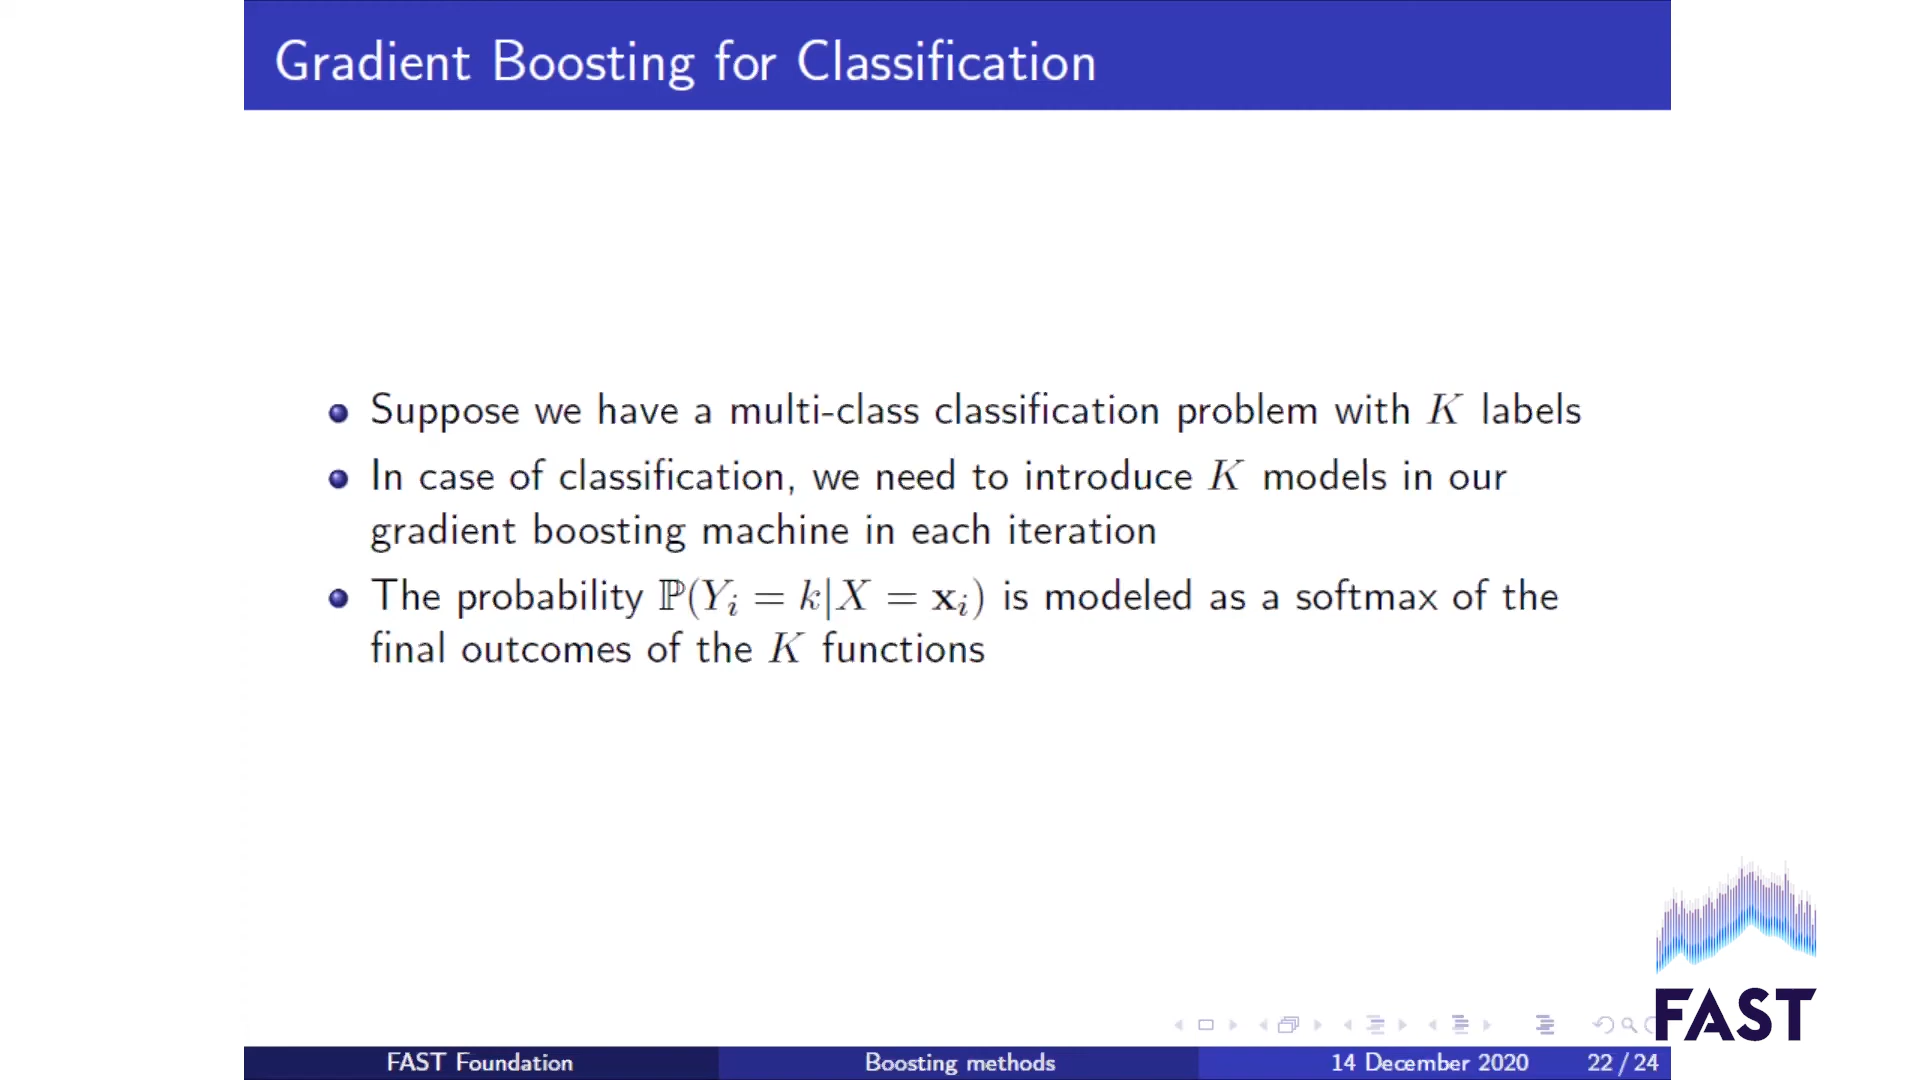 Gradient Boosting for Classification
Suppose we have a multi-class classification problem with K labels
In case of classification, we need to introduce K models in our
gradient boosting machine in each iteration
The probability ℙ(Yᵢ = k|X = 𝐱ᵢ) is modeled as a softmax of the
final outcomes of the K functions
FAST
FAST Foundation Boosting methods 14 December 2020 22 / 24